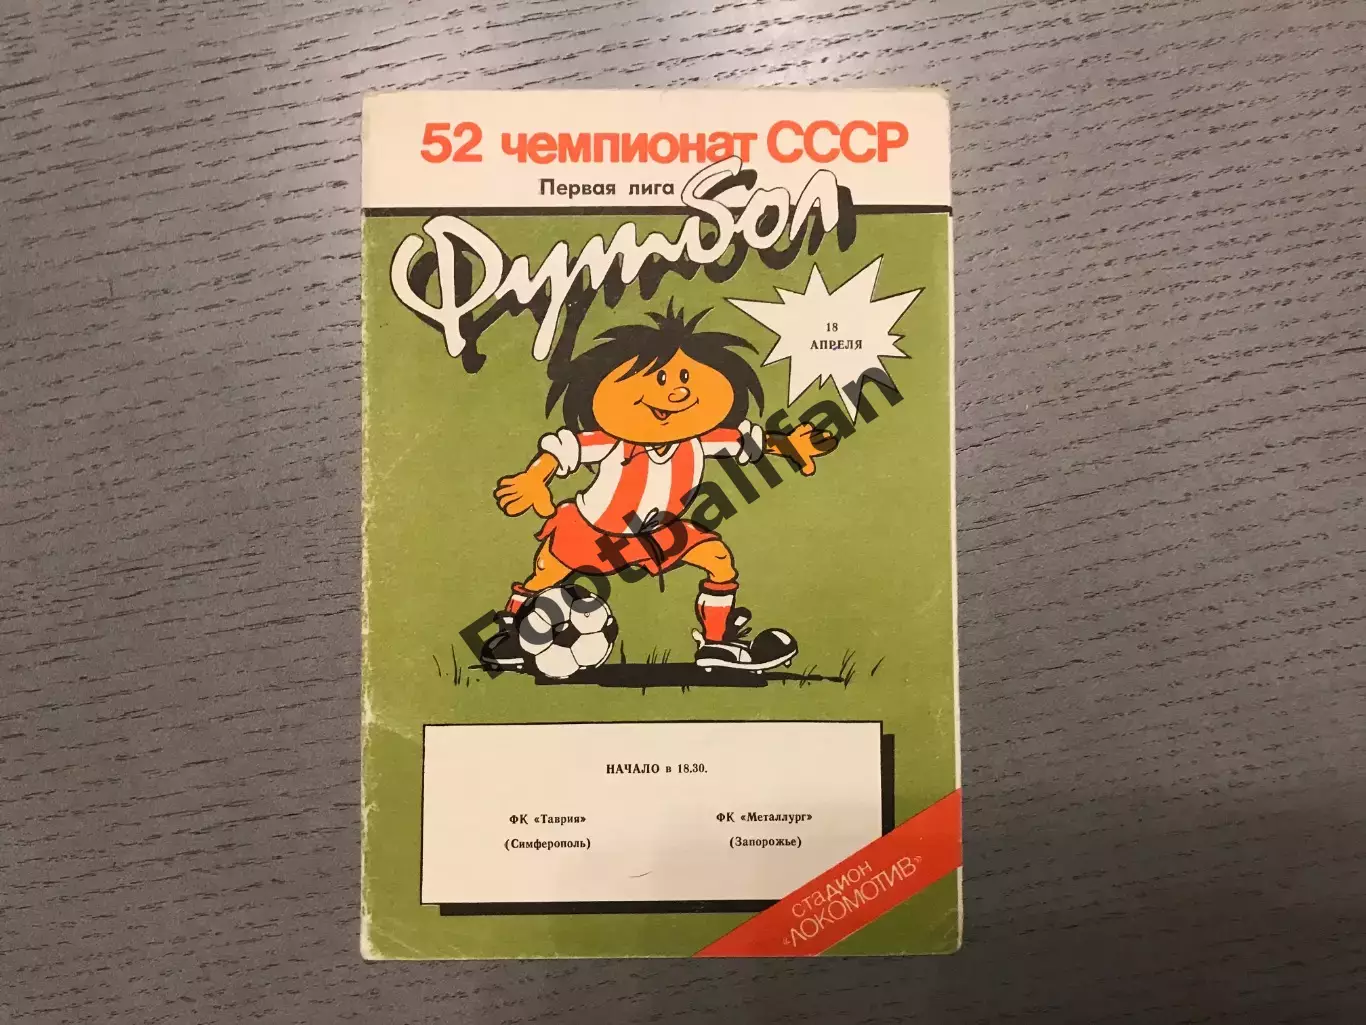 52 чемпионат СССР
Первая лига
Футбол
18
АПРЕЛЯ
Footballfan
НАЧАЛО в 18.30.
ФК «Таврия»
(Симферополь)
ФК «Металлург»
(Запорожье)
стадион
«ЛОКОМОТИВ»